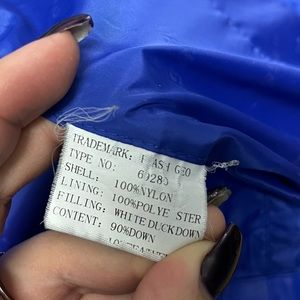 TRADEMARK:
TYPE NO:
SHELL: 100%NYLON
LINING: 100%POLYE STER
FILLING: WHITE DUCKDOWN
CONTENT: 90%DOWN